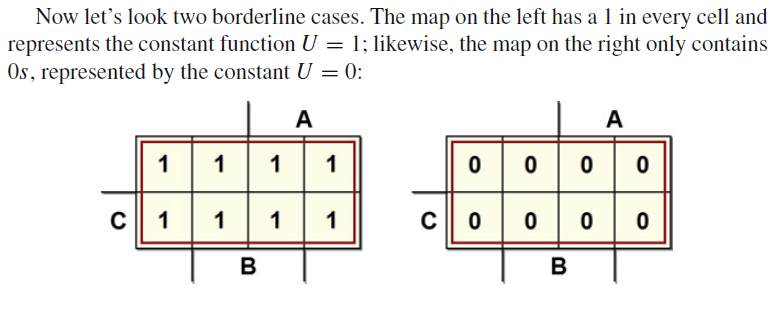 Now let’s look two borderline cases. The map on the left has a 1 in every cell and
represents the constant function U = 1; likewise, the map on the right only contains
0s, represented by the constant U = 0:
A
1 1 1 1
C 1 1 1 1
B
A
0 0 0 0
C 0 0 0 0
B